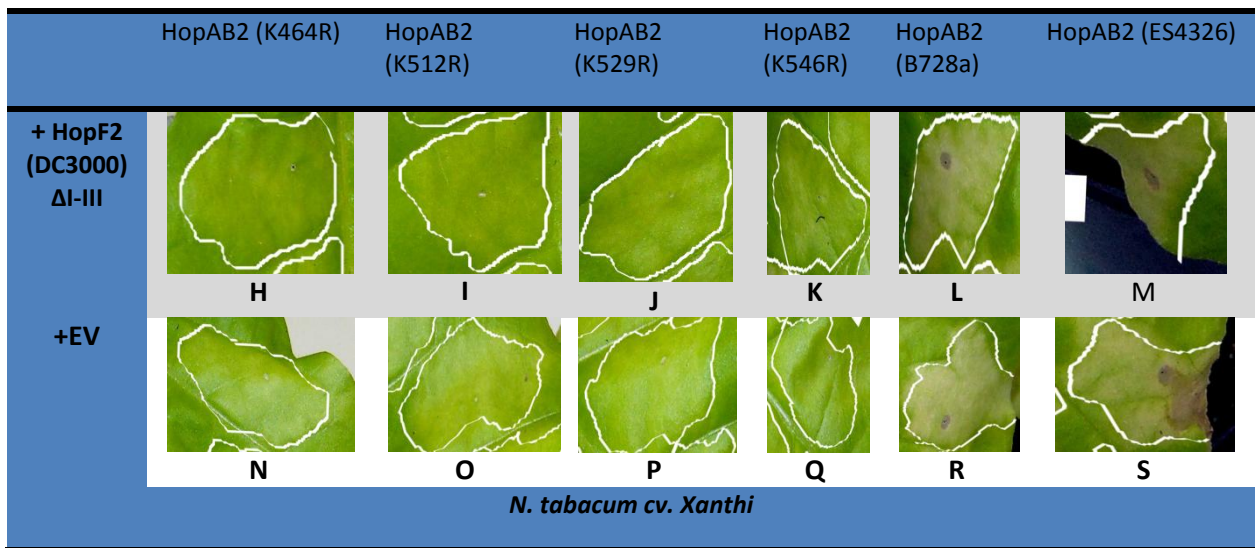 HopAB2 (K464R) HopAB2 HopAB2 HopAB2 HopAB2 HopAB2 (ES4326)
(K512R) (K529R) (K546R) (B728a)
+ HopF2
(DC3000)
ΔI-III
H I J K L M
+EV
N O P Q R S
N. tabacum cv. Xanthi